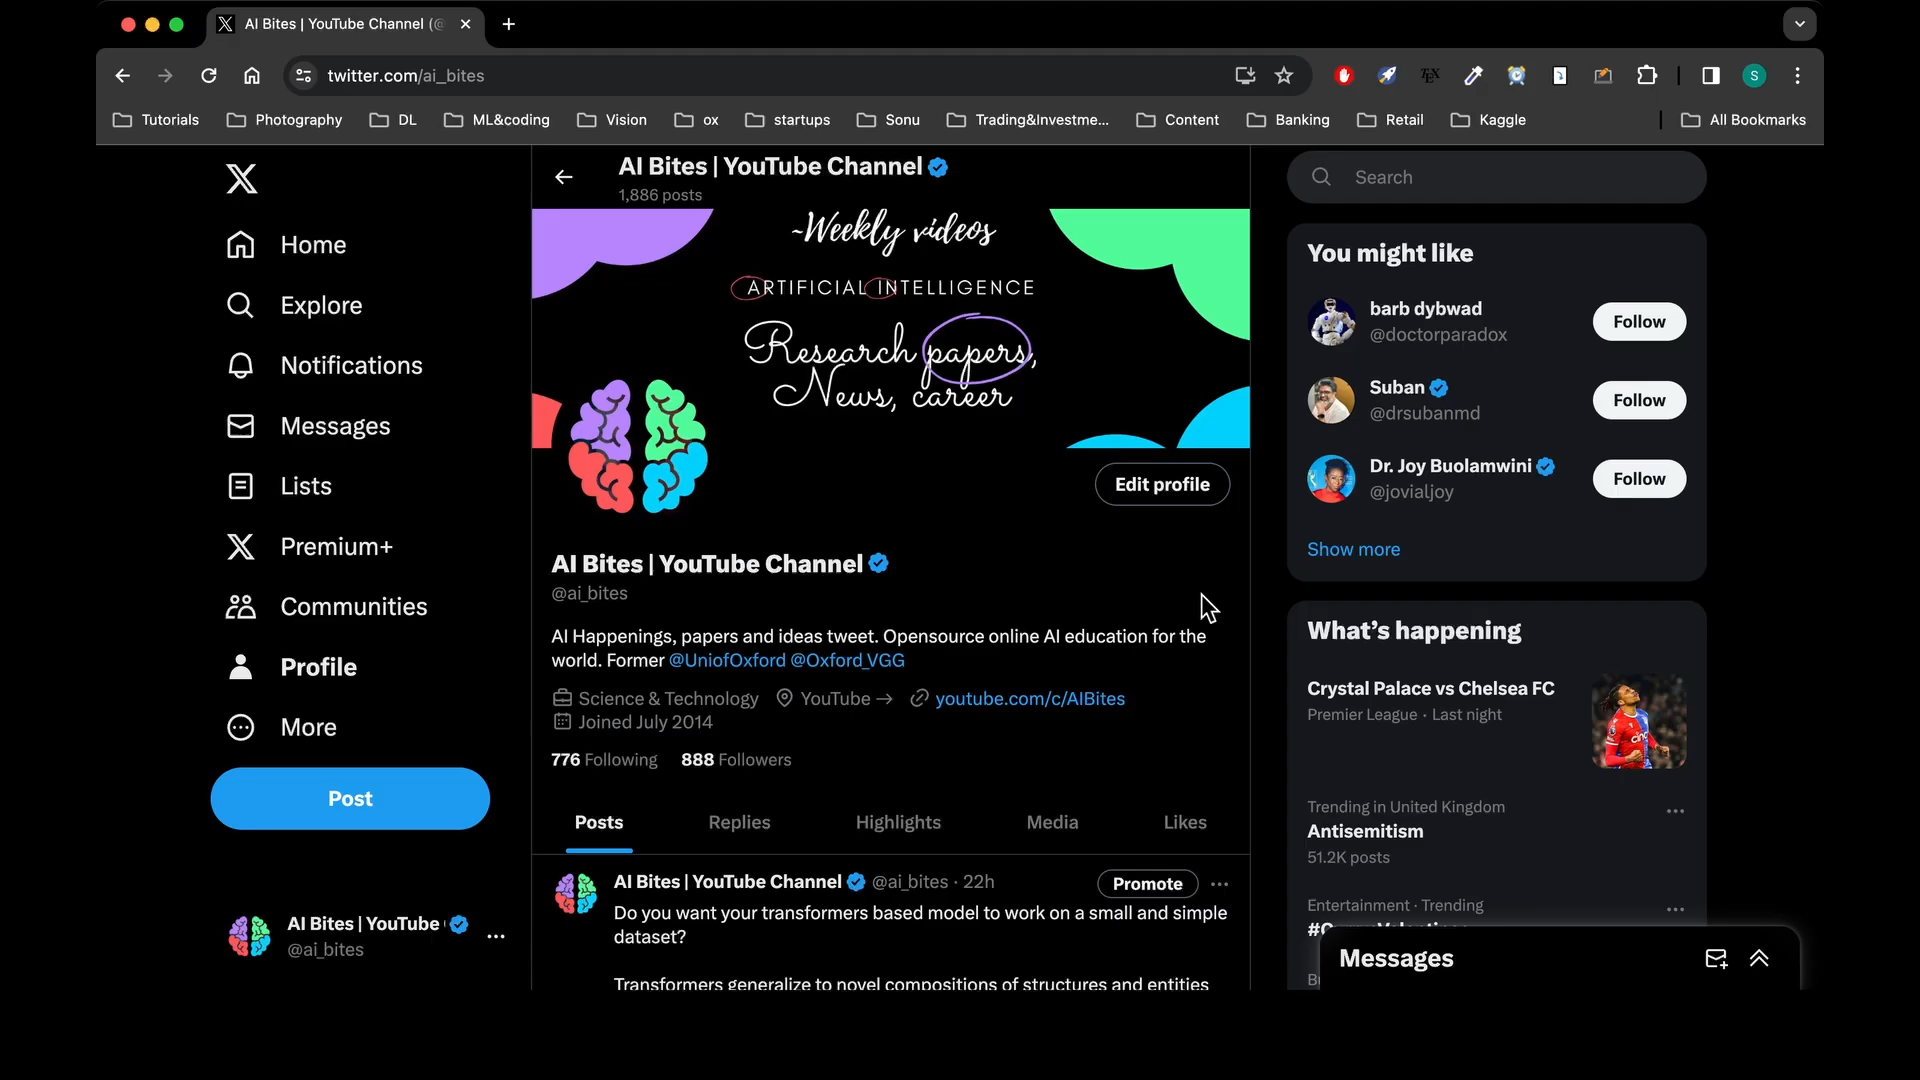 AI Bites | YouTube Channel (@
twitter.com/ai_bites
TEX
S
Tutorials
Photography
DL
ML&coding
Vision
ox
startups
Sonu
Trading&Investme...
Content
Banking
Retail
Kaggle
All Bookmarks
Home
Explore
Notifications
Messages
Lists
Premium+
Communities
Profile
More
Post
AI Bites | YouTube
@ai_bites
AI Bites | YouTube Channel
1,886 posts
~Weekly videos
ARTIFICIAL INTELLIGENCE
Research papers,
News, career
Edit profile
AI Bites | YouTube Channel
@ai_bites
AI Happenings, papers and ideas tweet. Opensource online AI education for the
world. Former @UniofOxford @Oxford_VGG
Science & Technology YouTube → youtube.com/c/AIBites
Joined July 2014
776 Following 888 Followers
Posts Replies Highlights Media Likes
AI Bites | YouTube Channel @ai_bites · 22h
Promote
Do you want your transformers based model to work on a small and simple
dataset?
Transformers generalize to novel compositions of structures and entities
Search
You might like
barb dybwad
@doctorparadox
Follow
Suban
@drsubanmd
Follow
Dr. Joy Buolamwini
@jovialjoy
Follow
Show more
What's happening
Crystal Palace vs Chelsea FC
Premier League · Last night
Trending in United Kingdom
Antisemitism
51.2K posts
Entertainment · Trending
Messages